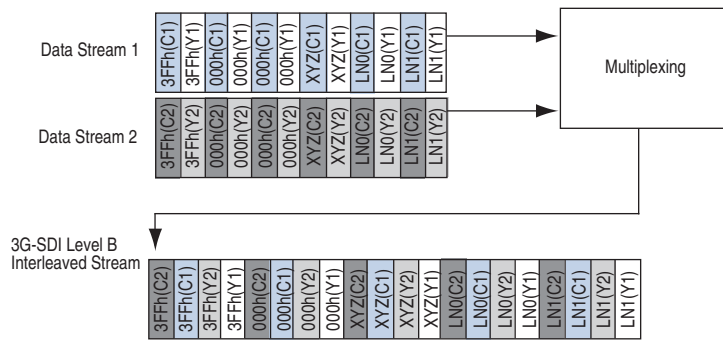 Data Stream 1
3FFh(C1)
3FFh(Y1)
000h(C1)
000h(Y1)
000h(C1)
000h(Y1)
XYZ(C1)
XYZ(Y1)
LN0(C1)
LN0(Y1)
LN1(C1)
LN1(Y1)
Multiplexing
Data Stream 2
3FFh(C2)
3FFh(Y2)
000h(C2)
000h(Y2)
000h(C2)
000h(Y2)
XYZ(C2)
XYZ(Y2)
LN0(C2)
LN0(Y2)
LN1(C2)
LN1(Y2)
3G-SDI Level B
Interleaved Stream
3FFh(C2)
3FFh(C1)
3FFh(Y2)
3FFh(Y1)
000h(C2)
000h(C1)
000h(Y2)
000h(Y1)
XYZ(C2)
XYZ(C1)
XYZ(Y2)
XYZ(Y1)
LN0(C2)
LN0(C1)
LN0(Y2)
LN0(Y1)
LN1(C2)
LN1(C1)
LN1(Y2)
LN1(Y1)